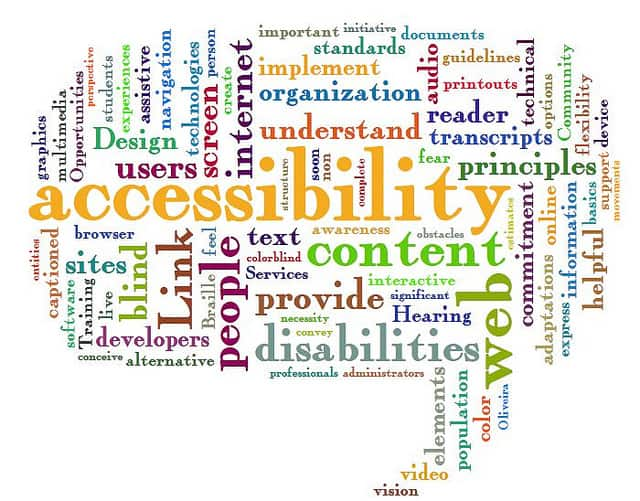 important
initiative
documents
standards
guidelines
implement
audio
printouts
technical
organization
understand
reader
transcripts
options
Community
flexibility
device
support
movements
basics
graphics
multimedia
Opportunities
perspective
students
experiences
assistive
navigation
technologies
person
screen
create
internet
Design
users
structure
soon
non
complete
fear
principles
accessibility
estimates
commitment
online
information
helpful
adaptations
express
entities
captioned
browser
sites
software
Training
live
blind
Link
feel
Braille
people
text
colorblind
Services
awareness
obstacles
content
interactive
provide
significant
Hearing
web
necessity
convey
developers
conceive
alternative
disabilities
professionals
administrators
elements
population
color
Oliveira
video
vision